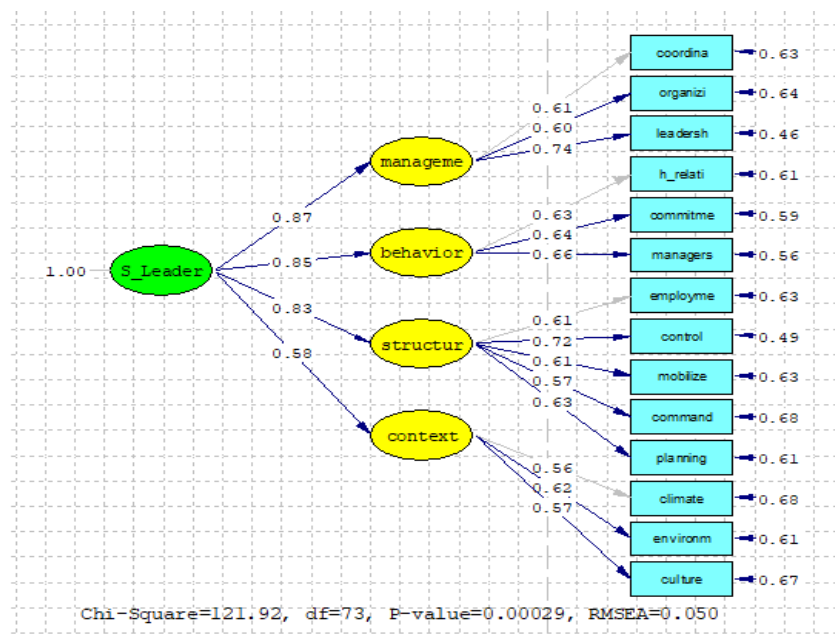 coordina 0.63
0.61
organizi 0.64
0.60
leadersh 0.46
0.74
manageme
h_relati 0.61
0.87
0.63
commitme 0.59
0.64
behavior
managers 0.56
0.66
0.85
1.00 S_Leader
employme 0.63
0.83
0.61
control 0.49
0.72
structur
0.58
0.61
mobilize 0.63
0.57
0.63
command 0.68
context
planning 0.61
0.56
0.62
climate 0.68
0.57
environm 0.61
culture 0.67
Chi-Square=121.92, df=73, P-value=0.00029, RMSEA=0.050